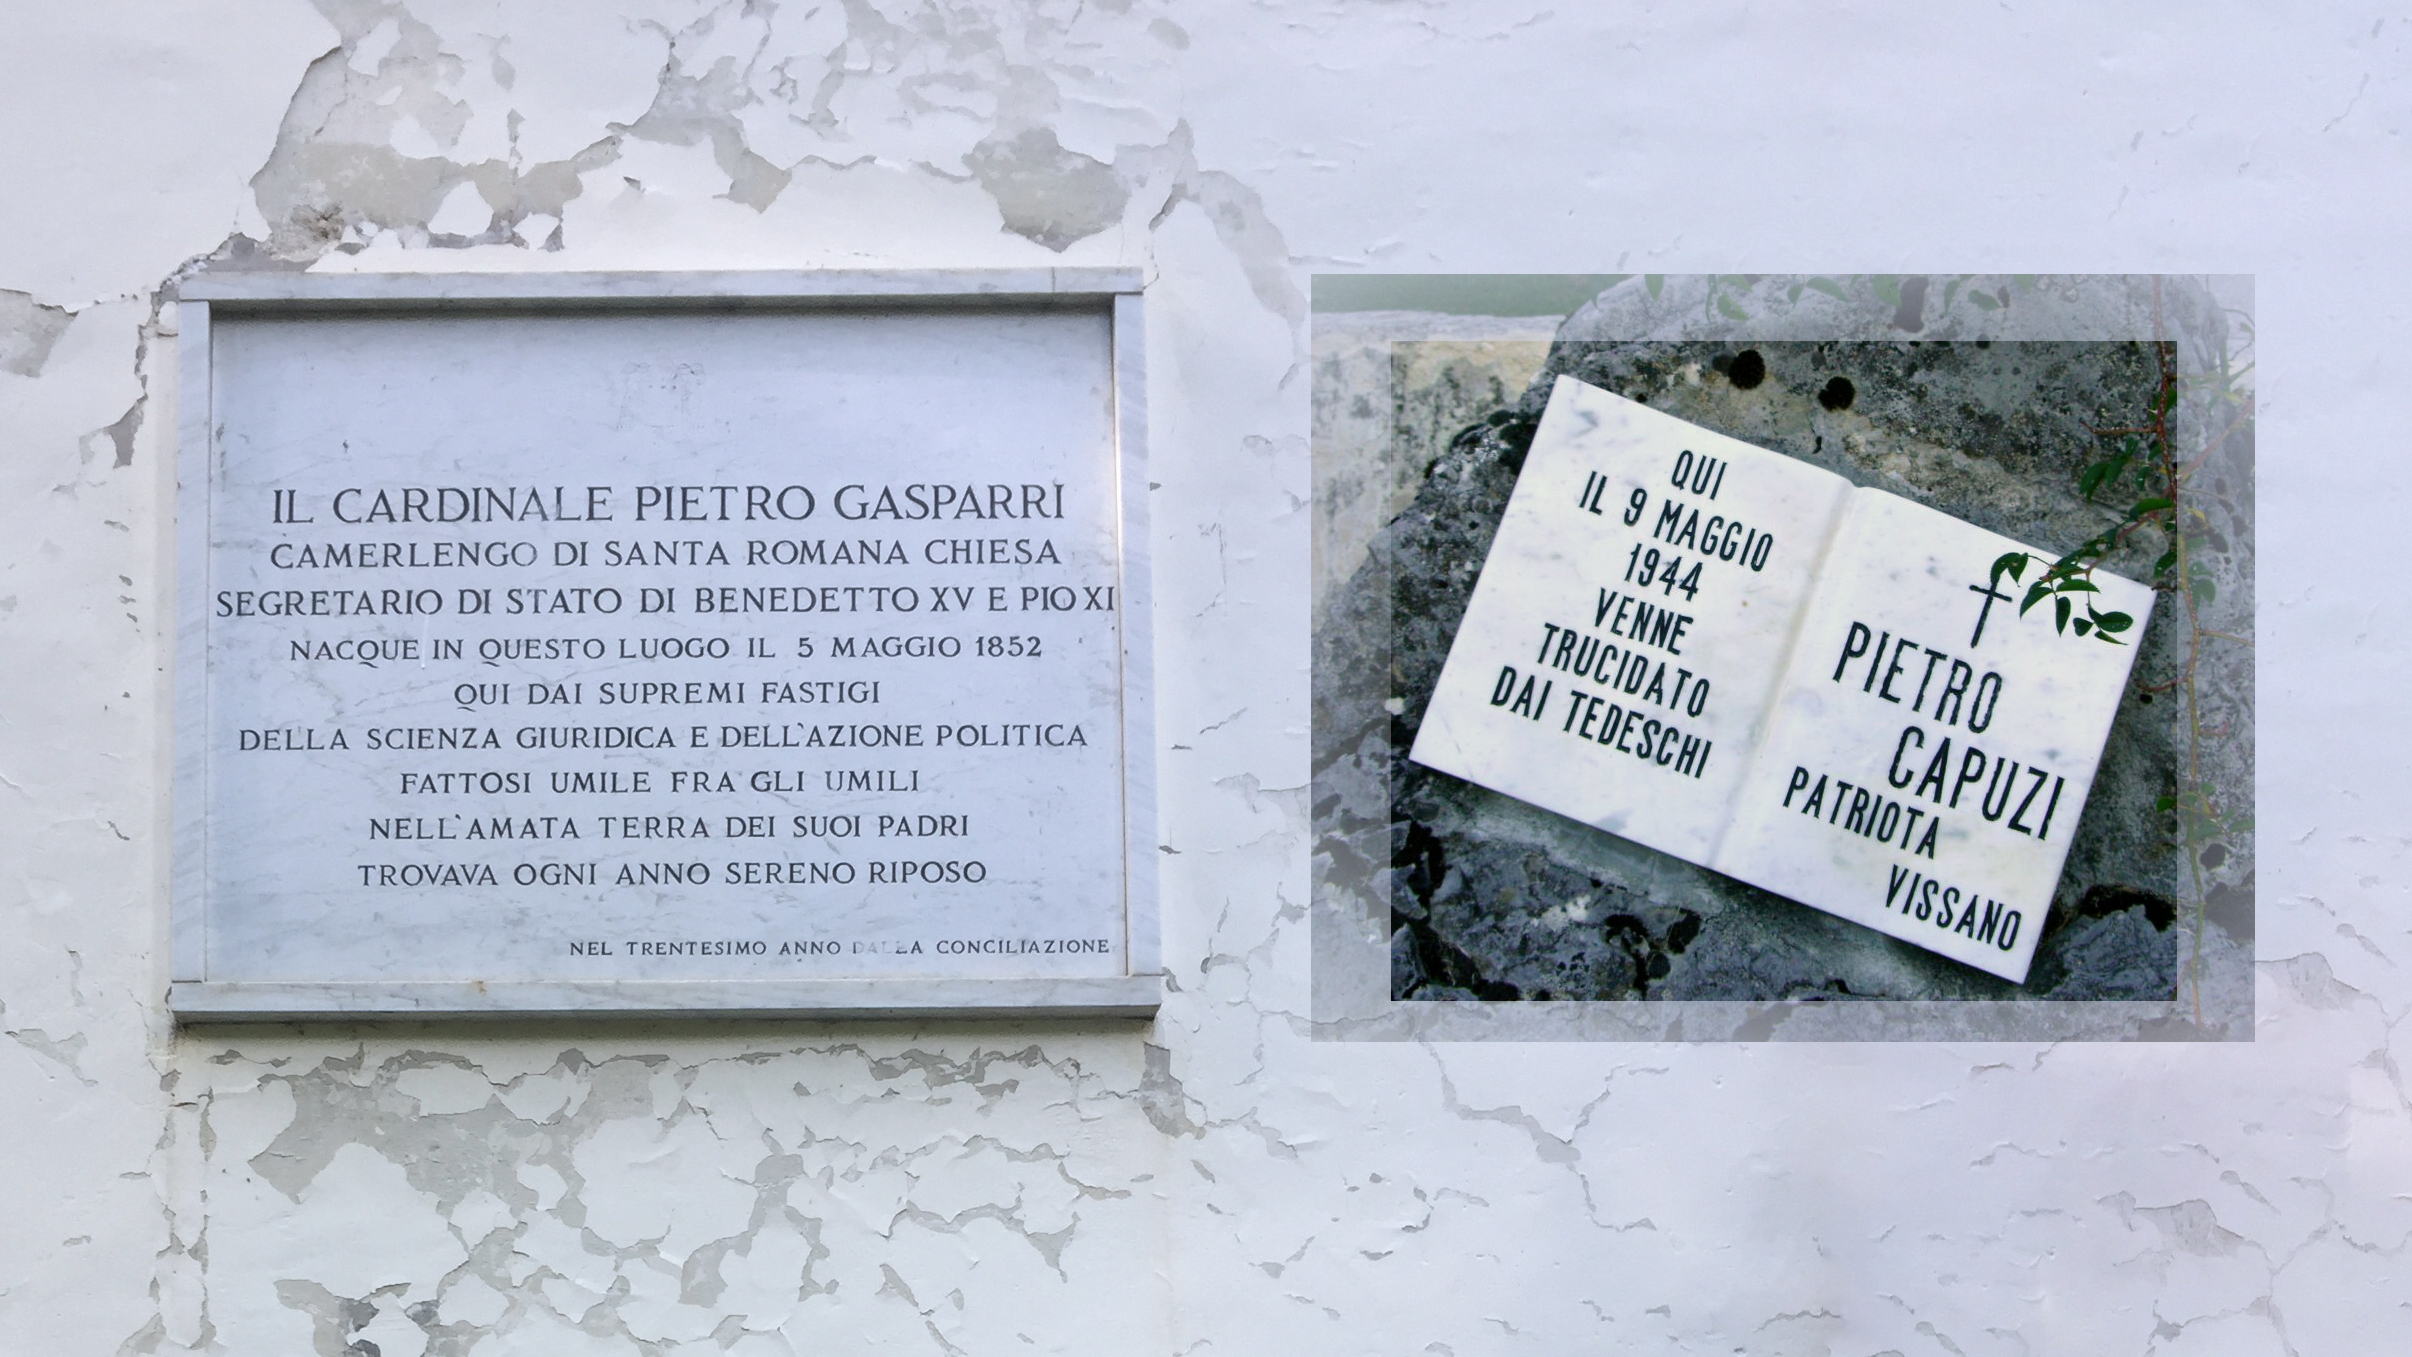 IL CARDINALE PIETRO GASPARRI
CAMERLENGO DI SANTA ROMANA CHIESA
SEGRETARIO DI STATO DI BENEDETTO XV E PIO XI
NACQUE IN QUESTO LUOGO IL 5 MAGGIO 1852
QUI DAI SUPREMI FASTIGI
DELLA SCIENZA GIURIDICA E DELL'AZIONE POLITICA
FATTOSI UMILE FRA GLI UMILI
NELL'AMATA TERRA DEI SUOI PADRI
TROVAVA OGNI ANNO SERENO RIPOSO
NEL TRENTESIMO ANNO DALLA CONCILIAZIONE
QUI
IL 9 MAGGIO
1944
VENNE
TRUCIDATO
DAI TEDESCHI
PIETRO
CAPUZI
PATRIOTA
VISSANO